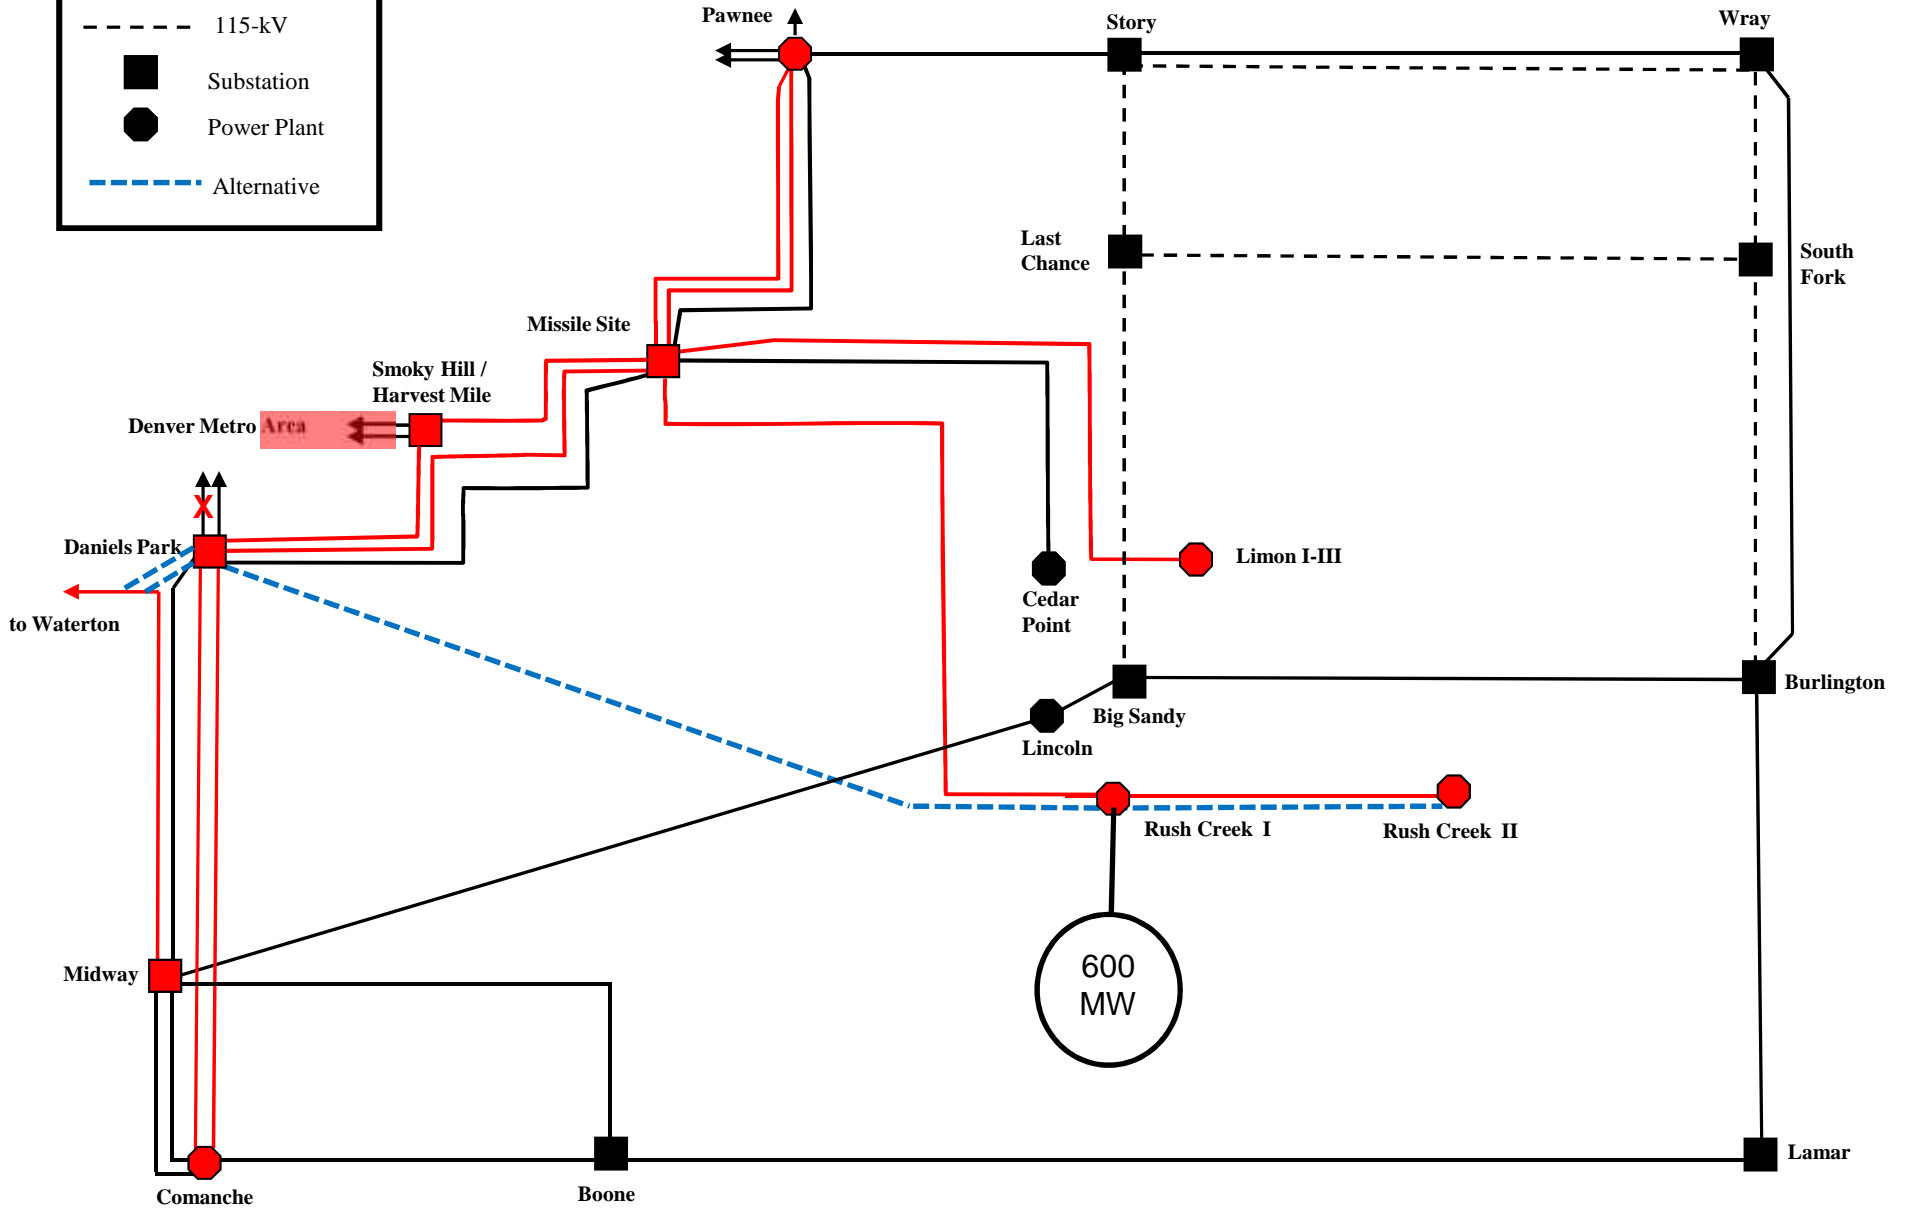 115-kV
Substation
Power Plant
Alternative
Pawnee
Story
Wray
Last
Chance
South
Fork
Missile Site
Smoky Hill /
Harvest Mile
Denver Metro Area
X
Daniels Park
to Waterton
Limon I-III
Cedar
Point
Big Sandy
Burlington
Lincoln
Rush Creek I
Rush Creek II
Midway
600
MW
Comanche
Boone
Lamar